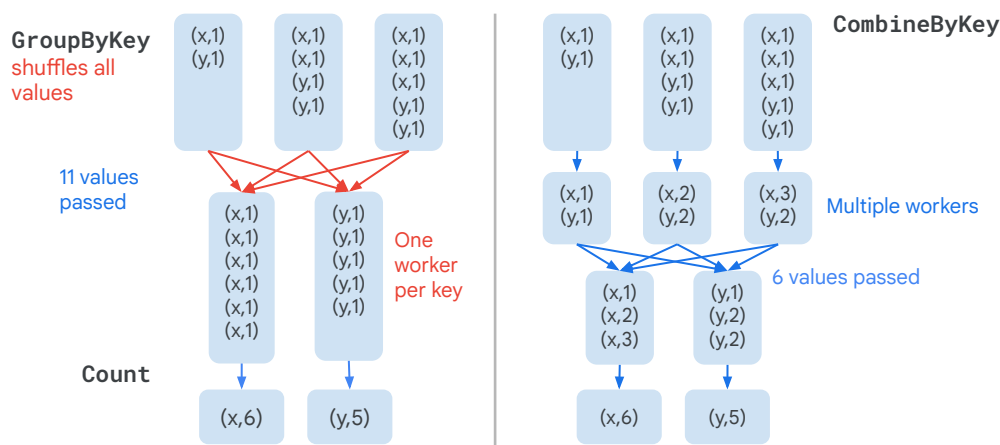 GroupByKey
shuffles all
values
(x,1)
(y,1)
(x,1)
(x,1)
(y,1)
(y,1)
(x,1)
(x,1)
(x,1)
(y,1)
(y,1)
11 values
passed
(x,1)
(x,1)
(x,1)
(x,1)
(x,1)
(x,1)
(y,1)
(y,1)
(y,1)
(y,1)
(y,1)
One
worker
per key
Count
(x,6)
(y,5)
CombineByKey
(x,1)
(y,1)
(x,1)
(x,1)
(y,1)
(y,1)
(x,1)
(x,1)
(x,1)
(y,1)
(y,1)
(x,1)
(y,1)
(x,2)
(y,2)
(x,3)
(y,2)
Multiple workers
6 values passed
(x,1)
(x,2)
(x,3)
(y,1)
(y,2)
(y,2)
(x,6)
(y,5)